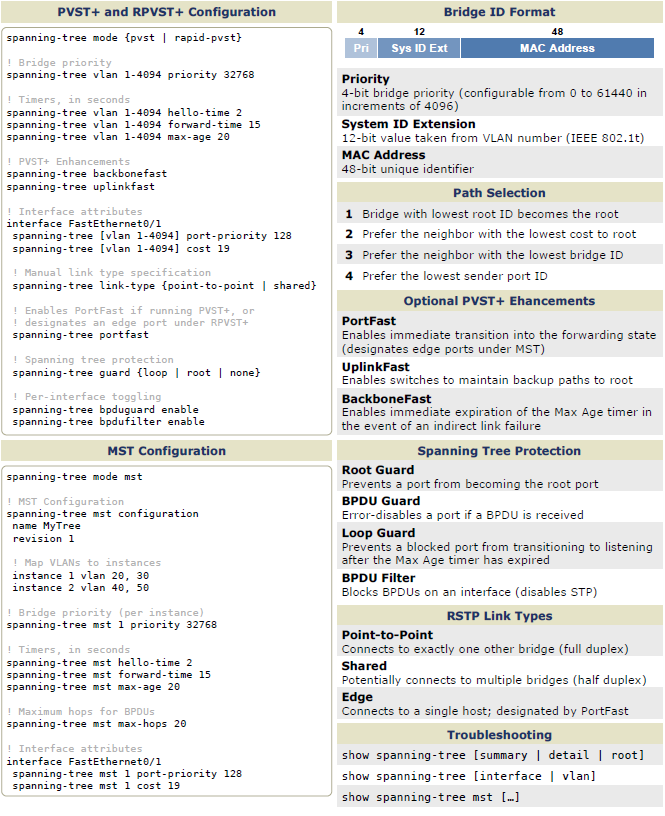 PVST+ and RPVST+ Configuration
spanning-tree mode {pvst | rapid-pvst}
! Bridge priority
spanning-tree vlan 1-4094 priority 32768
! Timers, in seconds
spanning-tree vlan 1-4094 hello-time 2
spanning-tree vlan 1-4094 forward-time 15
spanning-tree vlan 1-4094 max-age 20
! PVST+ Enhancements
spanning-tree backbonefast
spanning-tree uplinkfast
! Interface attributes
interface FastEthernet0/1
spanning-tree [vlan 1-4094] port-priority 128
spanning-tree [vlan 1-4094] cost 19
! Manual link type specification
spanning-tree link-type {point-to-point | shared}
! Enables PortFast if running PVST+, or
! designates an edge port under RPVST+
spanning-tree portfast
! Spanning tree protection
spanning-tree guard {loop | root | none}
! Per-interface toggling
spanning-tree bpduguard enable
spanning-tree bpdufilter enable
MST Configuration
spanning-tree mode mst
! MST Configuration
spanning-tree mst configuration
name MyTree
revision 1
! Map VLANs to instances
instance 1 vlan 20, 30
instance 2 vlan 40, 50
! Bridge priority (per instance)
spanning-tree mst 1 priority 32768
! Timers, in seconds
spanning-tree mst hello-time 2
spanning-tree mst forward-time 15
spanning-tree mst max-age 20
! Maximum hops for BPDUs
spanning-tree mst max-hops 20
! Interface attributes
interface FastEthernet0/1
spanning-tree mst 1 port-priority 128
spanning-tree mst 1 cost 19
Bridge ID Format
4 12 48
Pri Sys ID Ext MAC Address
Priority
4-bit bridge priority (configurable from 0 to 61440 in
increments of 4096)
System ID Extension
12-bit value taken from VLAN number (IEEE 802.1t)
MAC Address
48-bit unique identifier
Path Selection
1 Bridge with lowest root ID becomes the root
2 Prefer the neighbor with the lowest cost to root
3 Prefer the neighbor with the lowest bridge ID
4 Prefer the lowest sender port ID
Optional PVST+ Ehancements
PortFast
Enables immediate transition into the forwarding state
(designates edge ports under MST)
UplinkFast
Enables switches to maintain backup paths to root
BackboneFast
Enables immediate expiration of the Max Age timer in
the event of an indirect link failure
Spanning Tree Protection
Root Guard
Prevents a port from becoming the root port
BPDU Guard
Error-disables a port if a BPDU is received
Loop Guard
Prevents a blocked port from transitioning to listening
after the Max Age timer has expired
BPDU Filter
Blocks BPDUs on an interface (disables STP)
RSTP Link Types
Point-to-Point
Connects to exactly one other bridge (full duplex)
Shared
Potentially connects to multiple bridges (half duplex)
Edge
Connects to a single host; designated by PortFast
Troubleshooting
show spanning-tree [summary | detail | root]
show spanning-tree [interface | vlan]
show spanning-tree mst […]